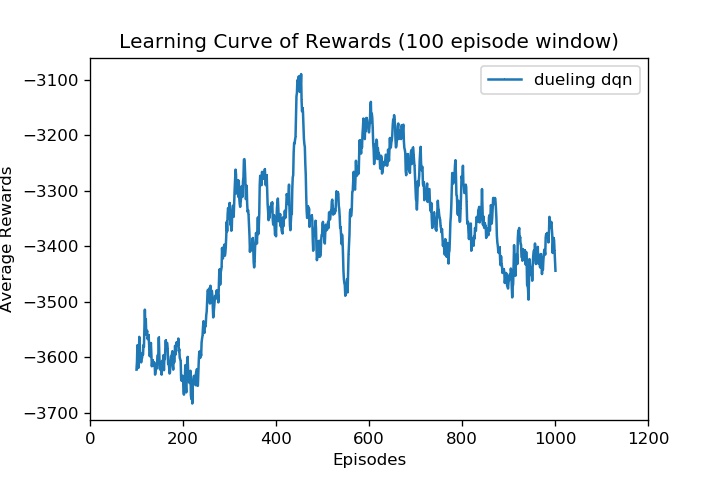 Learning Curve of Rewards (100 episode window)
dueling dqn
Average Rewards
−3100
−3200
−3300
−3400
−3500
−3600
−3700
0 200 400 600 800 1000 1200
Episodes